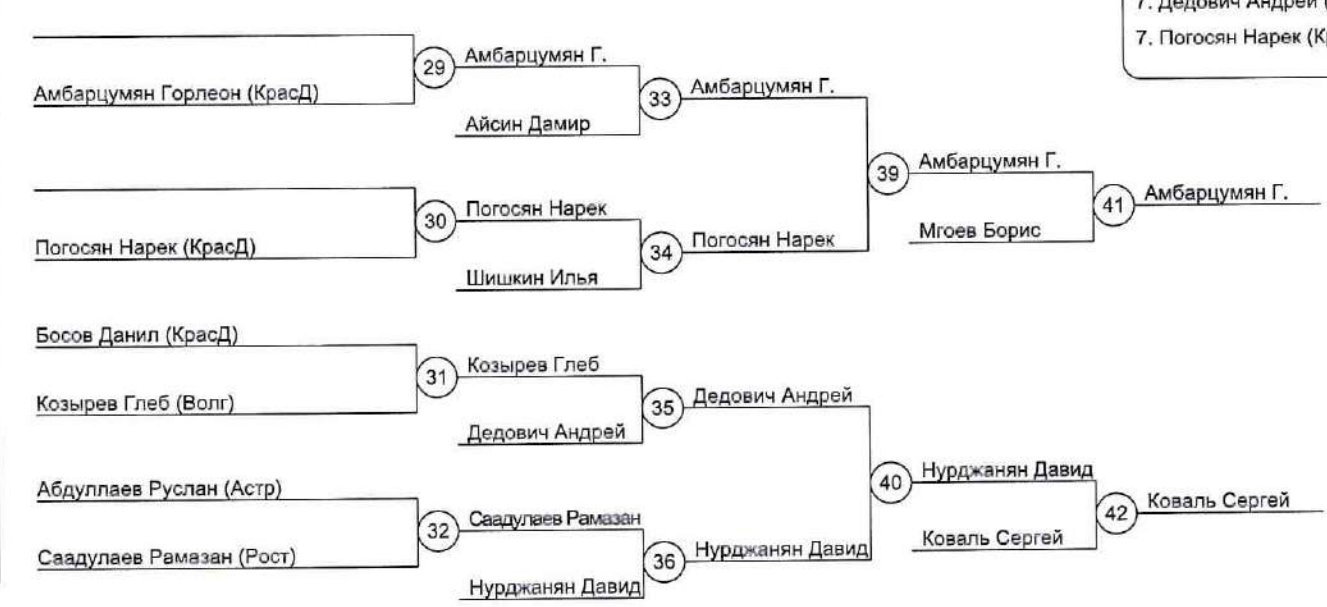 7. Дедович Андрей (
7. Погосян Нарек (К
29
Амбарцумян Г.
Амбарцумян Горлеон (КрасД)
33
Амбарцумян Г.
Айсин Дамир
39
Амбарцумян Г.
30
Погосян Нарек
Погосян Нарек (КрасД)
34
Погосян Нарек
Шишкин Илья
41
Амбарцумян Г.
Мгоев Борис
Босов Данил (КрасД)
31
Козырев Глеб
Козырев Глеб (Волг)
35
Дедович Андрей
Дедович Андрей
Абдуллаев Руслан (Астр)
32
Саадулаев Рамазан
Саадулаев Рамазан (Рост)
36
Нурджанян Давид
Нурджанян Давид
40
Нурджанян Давид
42
Коваль Сергей
Коваль Сергей